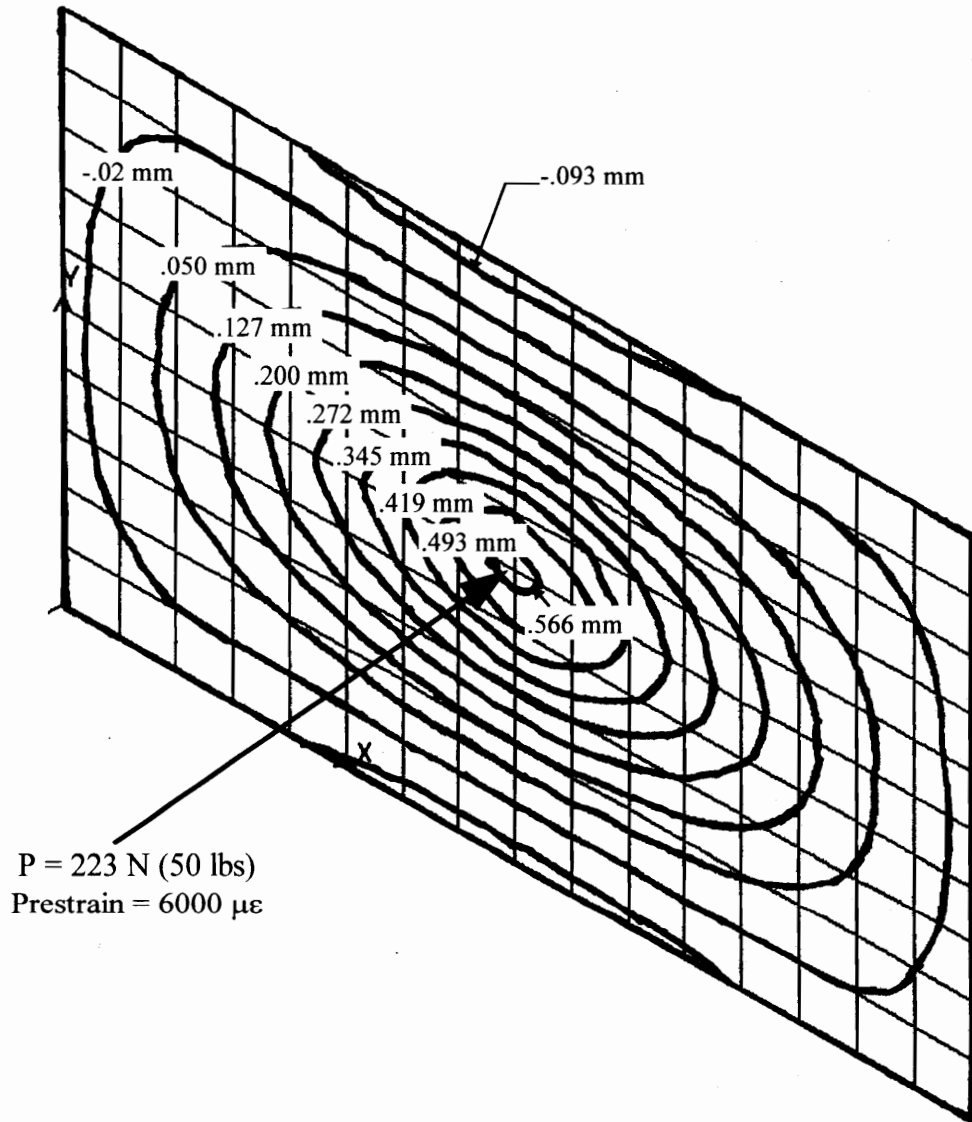 -.02 mm
-.093 mm
.050 mm
Y
.127 mm
.200 mm
.272 mm
.345 mm
.419 mm
.493 mm
.566 mm
X
P = 223 N (50 lbs)
Prestrain = 6000 με